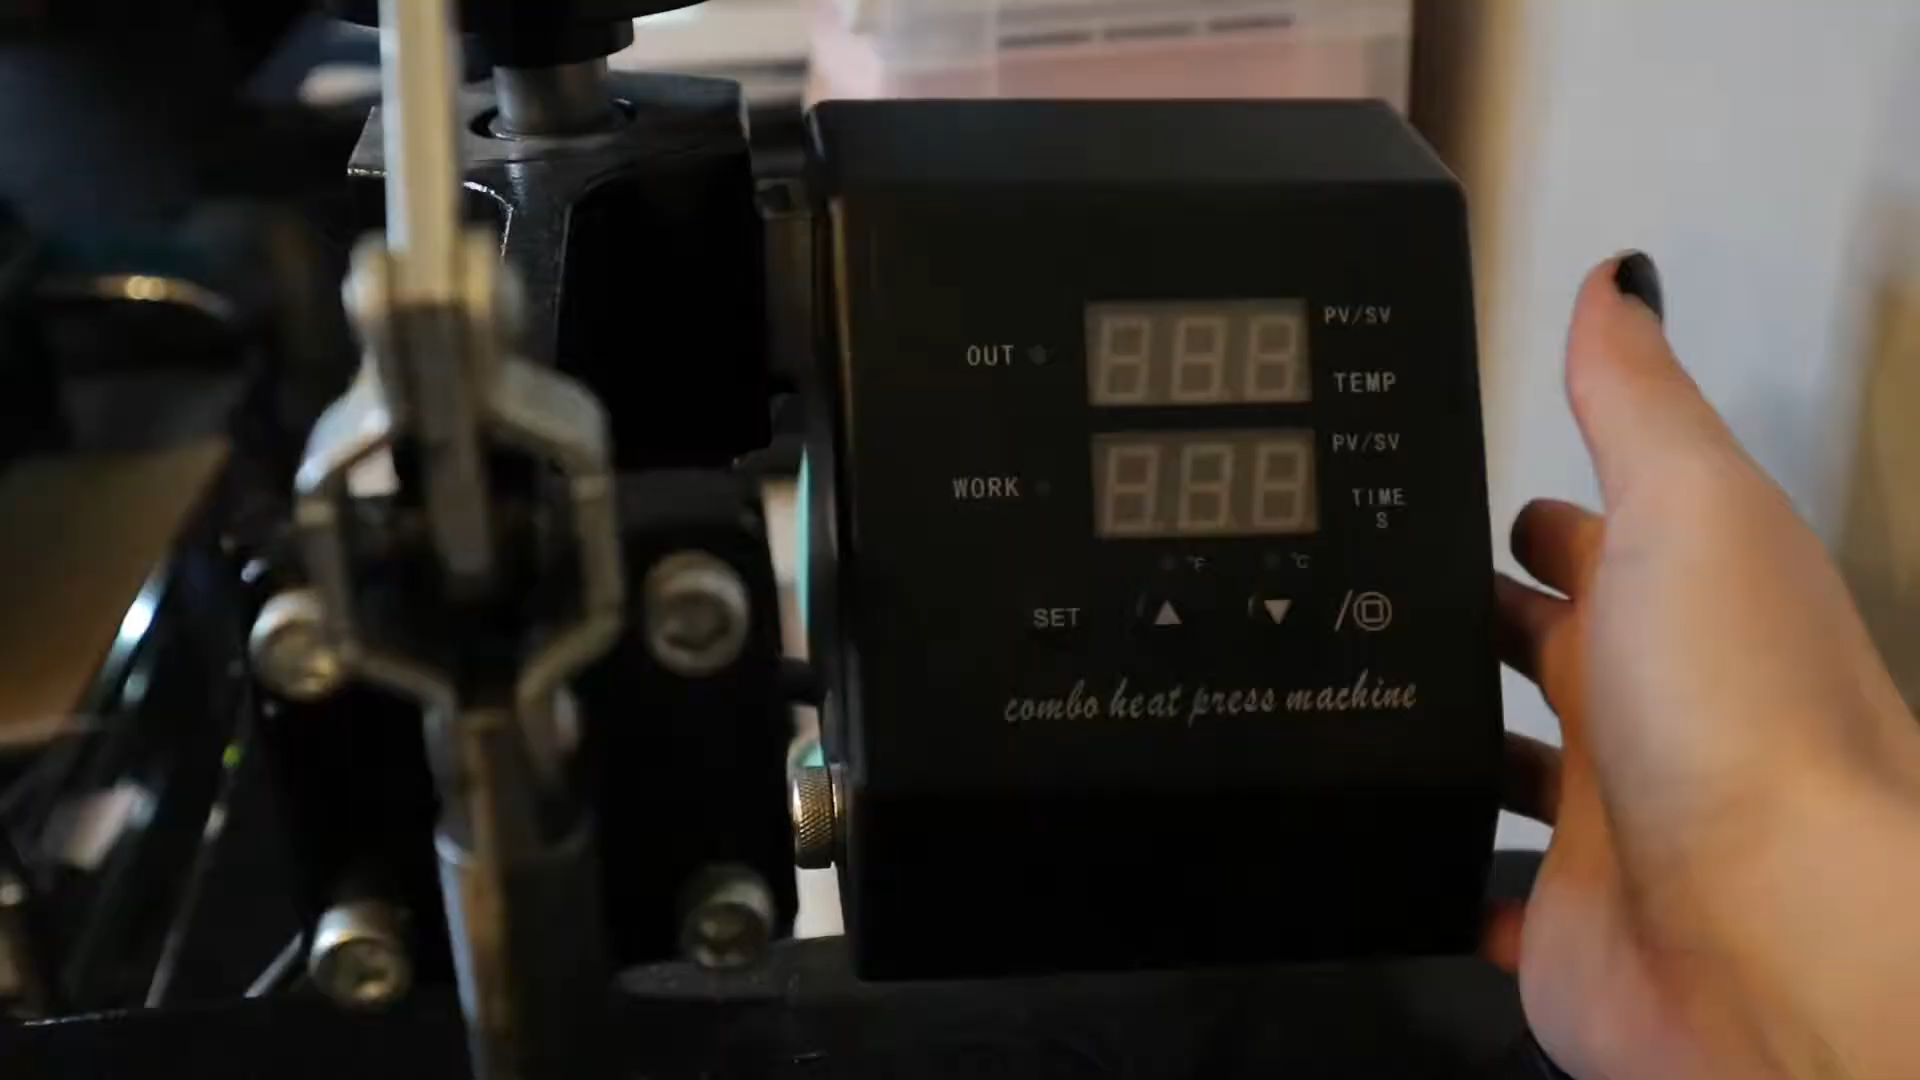 PV/SV
OUT
TEMP
PV/SV
WORK
TIME
S
°F °C
SET ▲ ▼ /
combo heat press machine